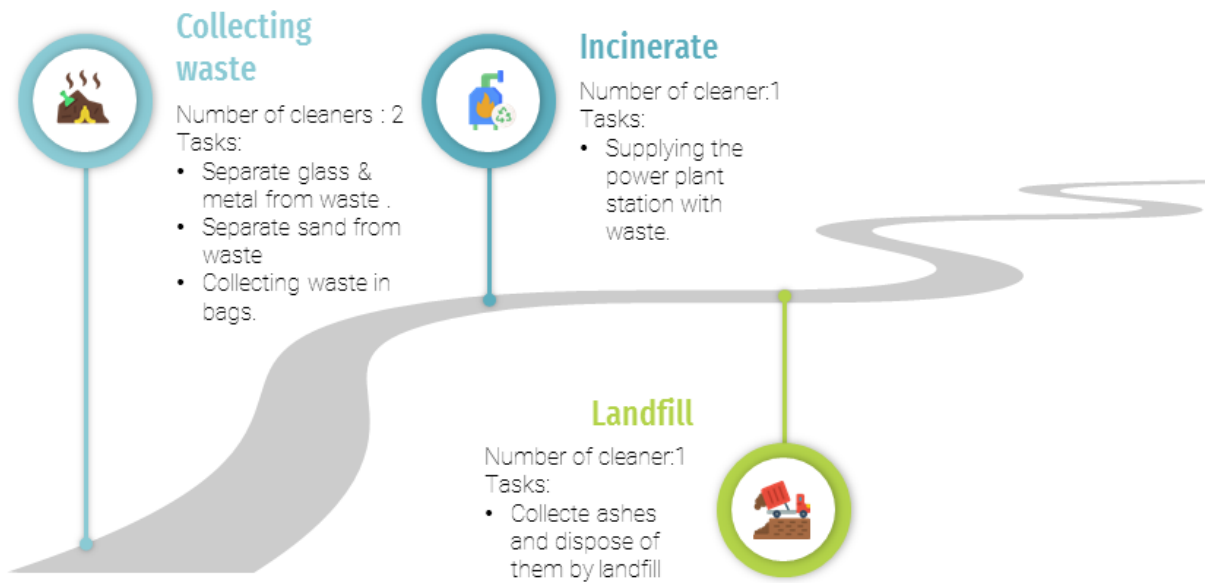 Collecting
waste
Number of cleaners : 2
Tasks:
• Separate glass &
metal from waste .
• Separate sand from
waste
• Collecting waste in
bags.
Incinerate
Number of cleaner:1
Tasks:
• Supplying the
power plant
station with
waste.
Landfill
Number of cleaner:1
Tasks:
• Collecte ashes
and dispose of
them by landfill